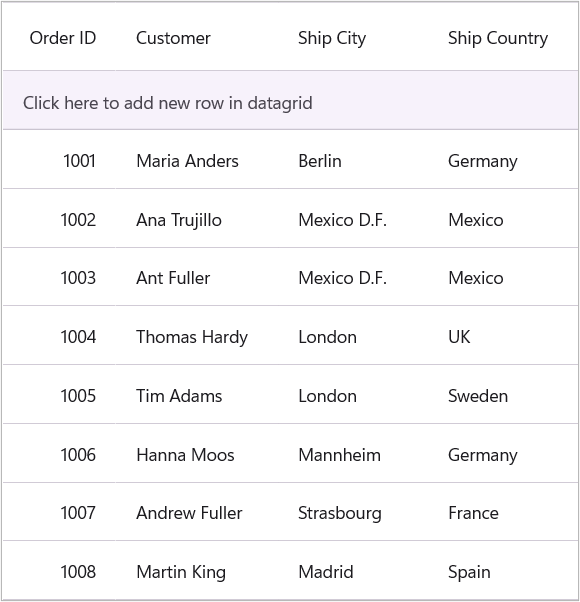 Order ID Customer Ship City Ship Country
Click here to add new row in datagrid
1001 Maria Anders Berlin Germany
1002 Ana Trujillo Mexico D.F. Mexico
1003 Ant Fuller Mexico D.F. Mexico
1004 Thomas Hardy London UK
1005 Tim Adams London Sweden
1006 Hanna Moos Mannheim Germany
1007 Andrew Fuller Strasbourg France
1008 Martin King Madrid Spain